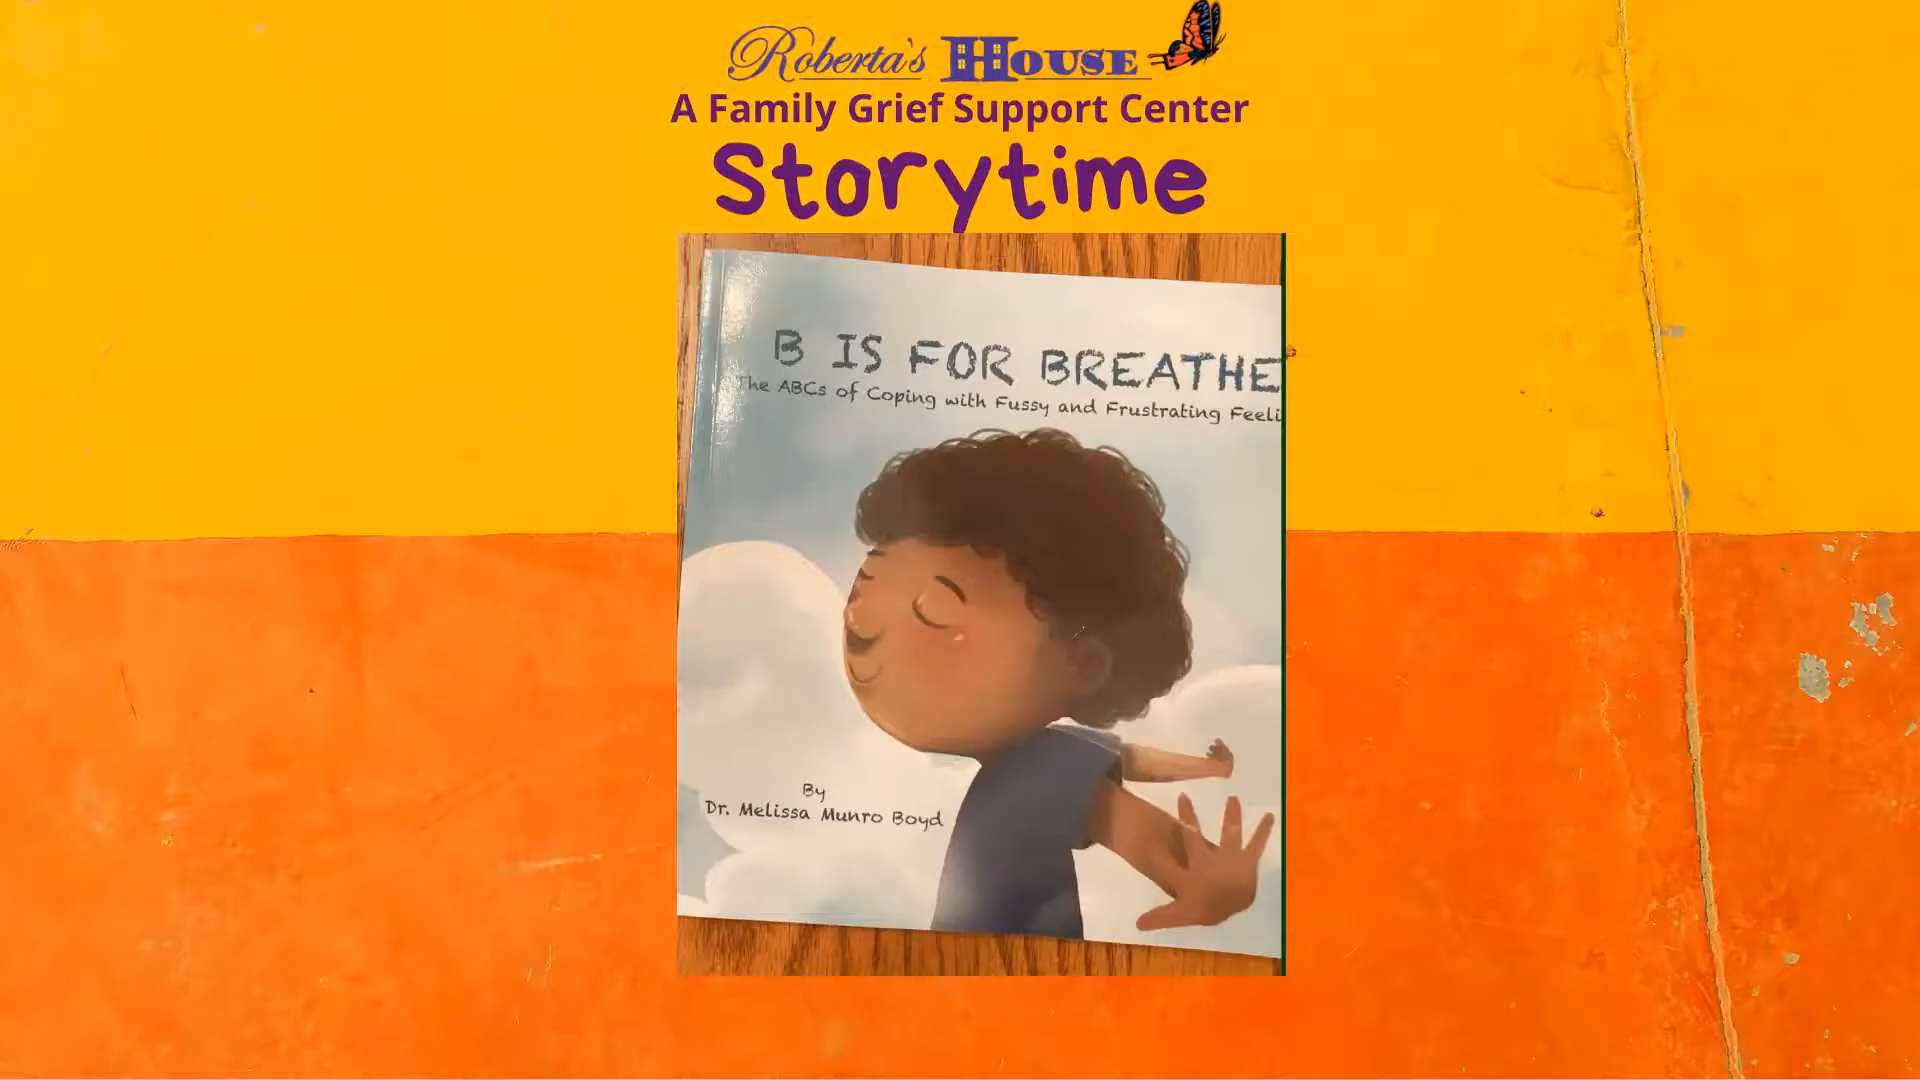 Roberta's HOUSE
A Family Grief Support Center
Storytime
B IS FOR BREATHE
The ABCs of Coping with Fussy and Frustrating Feeli
By
Dr. Melissa Munro Boyd